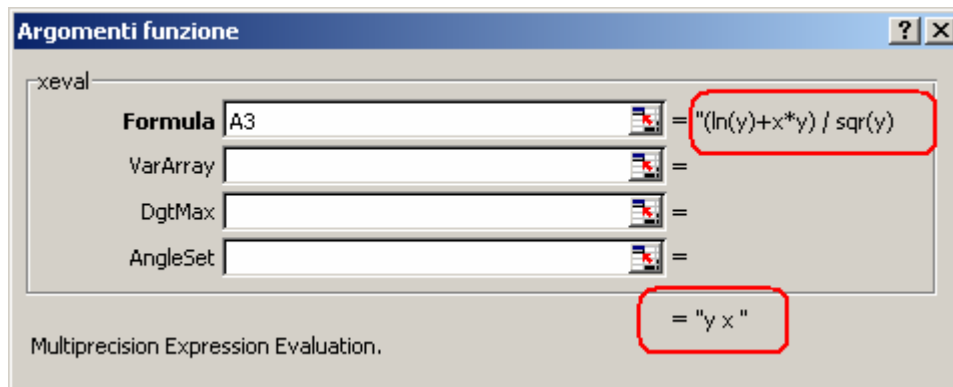 Argomenti funzione
xeval
Formula A3 = "(ln(y)+x*y) / sqr(y)
VarArray =
DgtMax =
AngleSet =
= "y x "
Multiprecision Expression Evaluation.